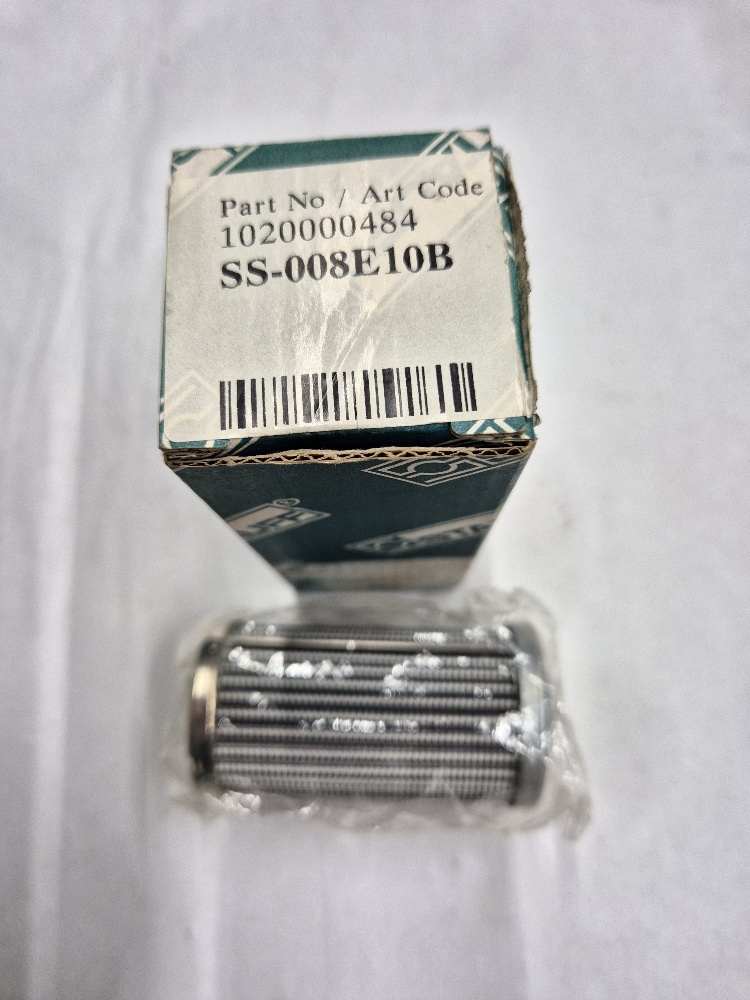 Part No / Art Code
1020000484
SS-008E10B